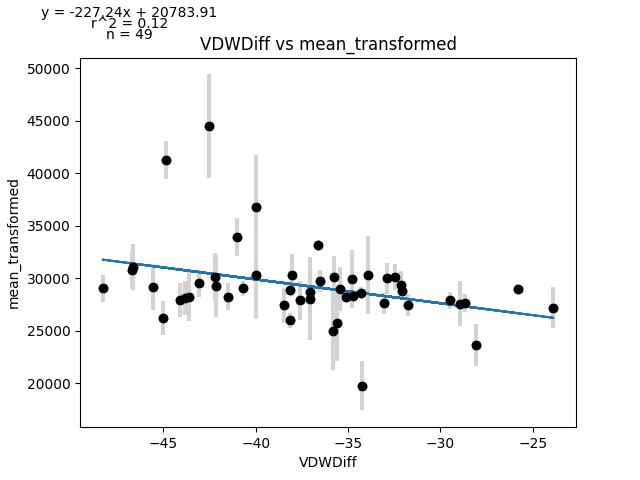 y = -227.24x + 20783.91
r^2 = 0.12
n = 49
VDWDiff vs mean_transformed
50000
45000
40000
35000
30000
25000
20000
mean_transformed
−45
−40
−35
−30
−25
VDWDiff